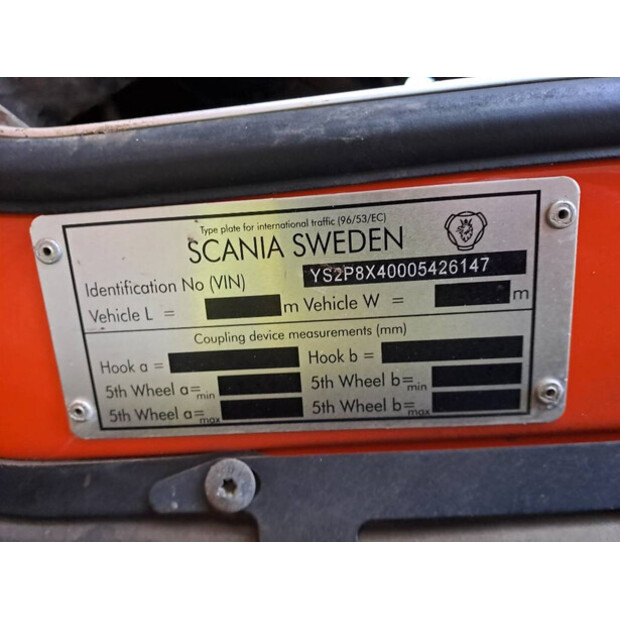 Type plate for international traffic (96/53/EC)
SCANIA SWEDEN
Identification No (VIN) YS2P8X40005426147
Vehicle L = m Vehicle W = m
Coupling device measurements (mm)
Hook a = Hook b =
5th Wheel a=min 5th Wheel b=min
5th Wheel a=max 5th Wheel b=max